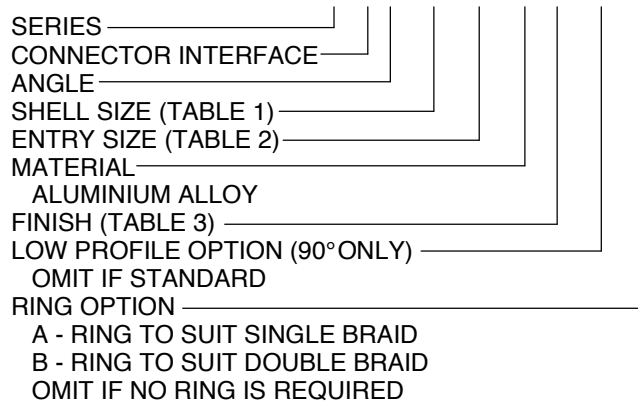 SERIES
CONNECTOR INTERFACE
ANGLE
SHELL SIZE (TABLE 1)
ENTRY SIZE (TABLE 2)
MATERIAL
ALUMINIUM ALLOY
FINISH (TABLE 3)
LOW PROFILE OPTION (90° ONLY)
OMIT IF STANDARD
RING OPTION
A - RING TO SUIT SINGLE BRAID
B - RING TO SUIT DOUBLE BRAID
OMIT IF NO RING IS REQUIRED